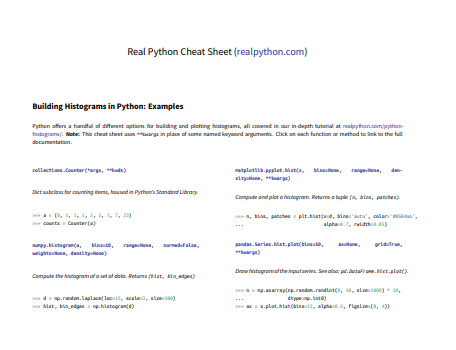 Real Python Cheat Sheet (realpython.com)
Building Histograms in Python: Examples
Python offers a handful of different options for building and plotting histograms, all covered in our in-depth tutorial at realpython.com/python-
histograms/. Note: This cheat sheet uses **kwargs in place of some named keyword arguments. Click on each function or method to link to the full
documentation.
collections.Counter(*args, **kwds)
Dict subclass for counting items, housed in Python's Standard Library.
>>> a = (0, 1, 1, 1, 2, 3, 7, 7, 23)
>>> counts = Counter(a)
numpy.histogram(a, bins=10, range=None, normed=False,
weights=None, density=None)
Compute the histogram of a set of data. Returns (hist, bin_edges)
>>> d = np.random.laplace(loc=15, scale=3, size=500)
>>> hist, bin_edges = np.histogram(d)
matplotlib.pyplot.hist(x, bins=None, range=None, den-
sity=None, **kwargs)
Compute and plot a histogram. Returns a tuple (n, bins, patches).
>>> n, bins, patches = plt.hist(x=d, bins='auto', color='#0504aa',
... alpha=0.7, rwidth=0.85)
pandas.Series.hist.plot(bins=10, ax=None, grid=True,
**kwargs)
Draw histogram of the input series. See also: pd.DataFrame.hist.plot().
>>> n = np.asarray(np.random.randint(0, 10, size=1000) * 10,
... dtype=np.int8)
>>> ax = s.plot.hist(bins=12, alpha=0.5, figsize=(8, 4))